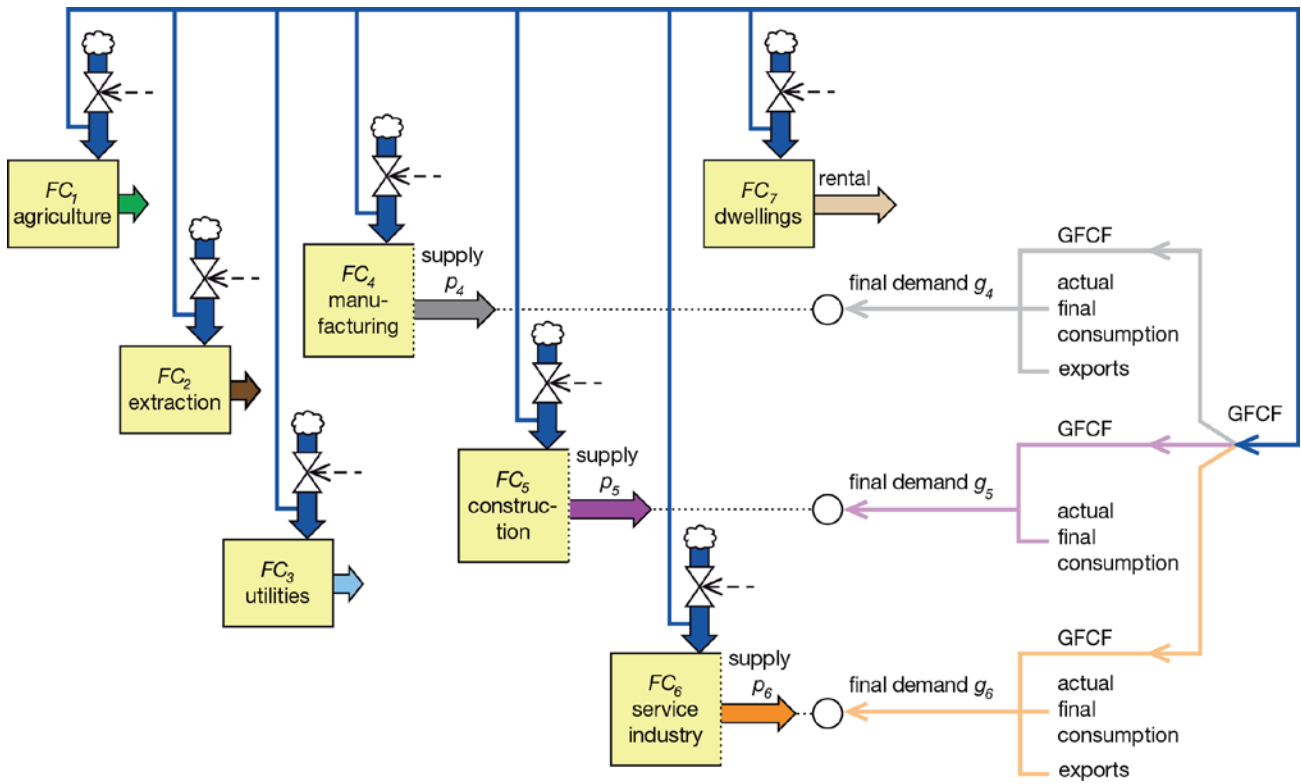 FC1
agriculture
FC2
extraction
FC3
utilities
FC4
manu-
facturing
supply
p4
FC5
construc-
tion
supply
p5
FC6
service
industry
supply
p6
FC7
dwellings
rental
final demand g4
GFCF
actual
final
consumption
exports
GFCF
final demand g5
GFCF
actual
final
consumption
final demand g6
GFCF
actual
final
consumption
exports